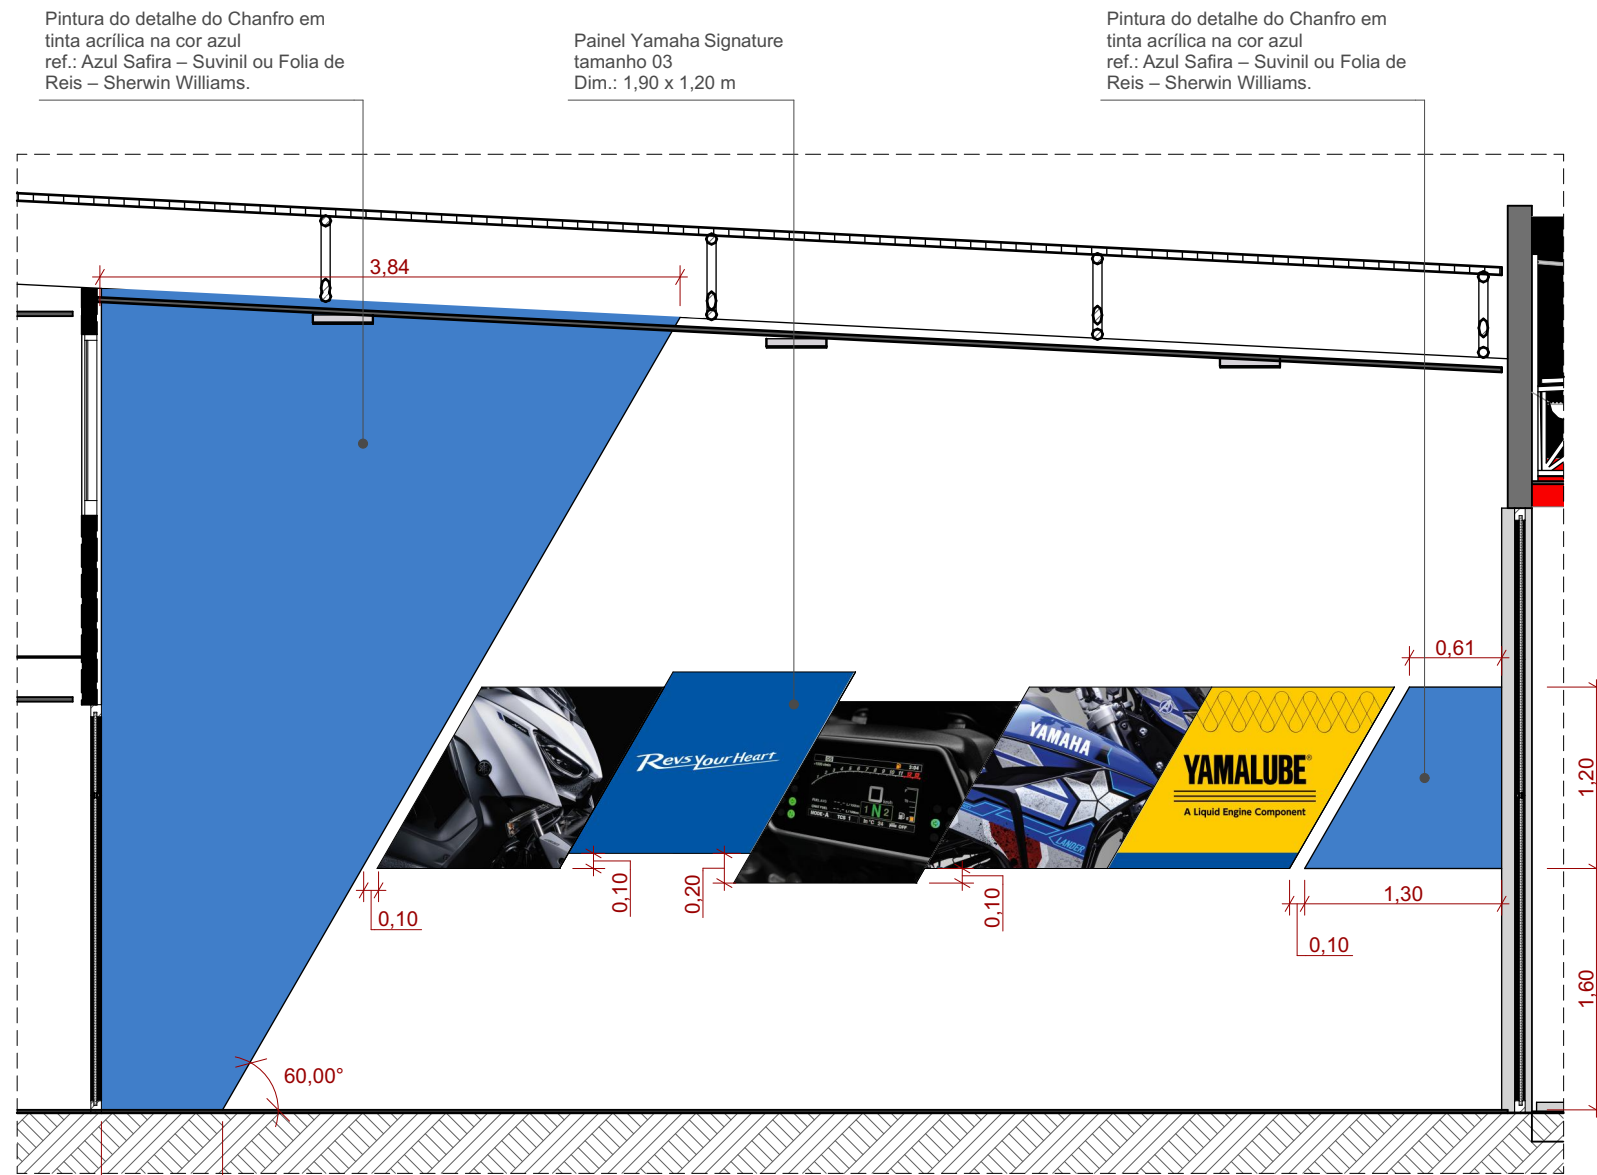 Pintura do detalhe do Chanfro em
tinta acrílica na cor azul
ref.: Azul Safira – Suvinil ou Folia de
Reis – Sherwin Williams.
Painel Yamaha Signature
tamanho 03
Dim.: 1,90 x 1,20 m
Pintura do detalhe do Chanfro em
tinta acrílica na cor azul
ref.: Azul Safira – Suvinil ou Folia de
Reis – Sherwin Williams.
3,84
0,61
Revs Your Heart
YAMAHA
LANDER
YAMALUBE®
A Liquid Engine Component
1,20
0,10
0,10
0,20
0,10
1,30
0,10
1,60
60,00°